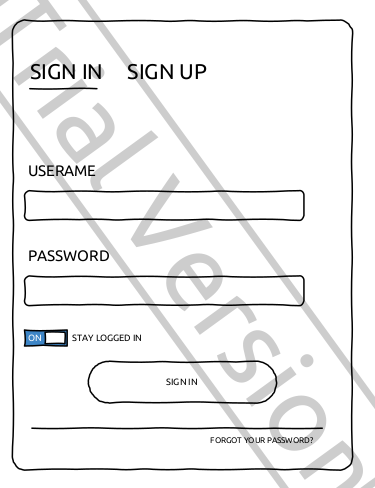 SIGN IN SIGN UP
USERAME
PASSWORD
ON STAY LOGGED IN
SIGN IN
FORGOT YOUR PASSWORD?
Trial Version